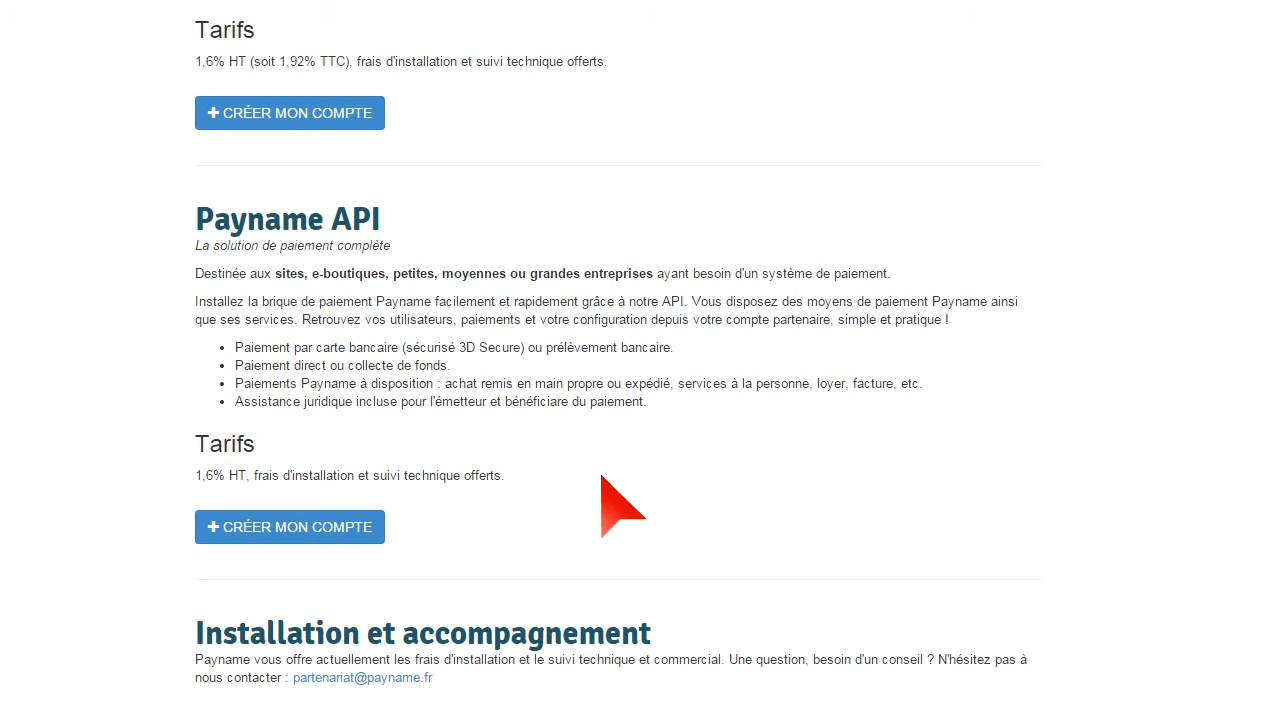 Tarifs
1,6% HT (soit 1,92% TTC), frais d'installation et suivi technique offerts.
+ CRÉER MON COMPTE
Payname API
La solution de paiement complète
Destinée aux sites, e-boutiques, petites, moyennes ou grandes entreprises ayant besoin d'un système de paiement.
Installez la brique de paiement Payname facilement et rapidement grâce à notre API. Vous disposez des moyens de paiement Payname ainsi
que ses services. Retrouvez vos utilisateurs, paiements et votre configuration depuis votre compte partenaire, simple et pratique !
• Paiement par carte bancaire (sécurisé 3D Secure) ou prélèvement bancaire.
• Paiement direct ou collecte de fonds.
• Paiements Payname à disposition : achat remis en main propre ou expédié, services à la personne, loyer, facture, etc.
• Assistance juridique incluse pour l'émetteur et bénéficiare du paiement.
Tarifs
1,6% HT, frais d'installation et suivi technique offerts.
+ CRÉER MON COMPTE
Installation et accompagnement
Payname vous offre actuellement les frais d'installation et le suivi technique et commercial. Une question, besoin d'un conseil ? N'hésitez pas à
nous contacter : partenariat@payname.fr